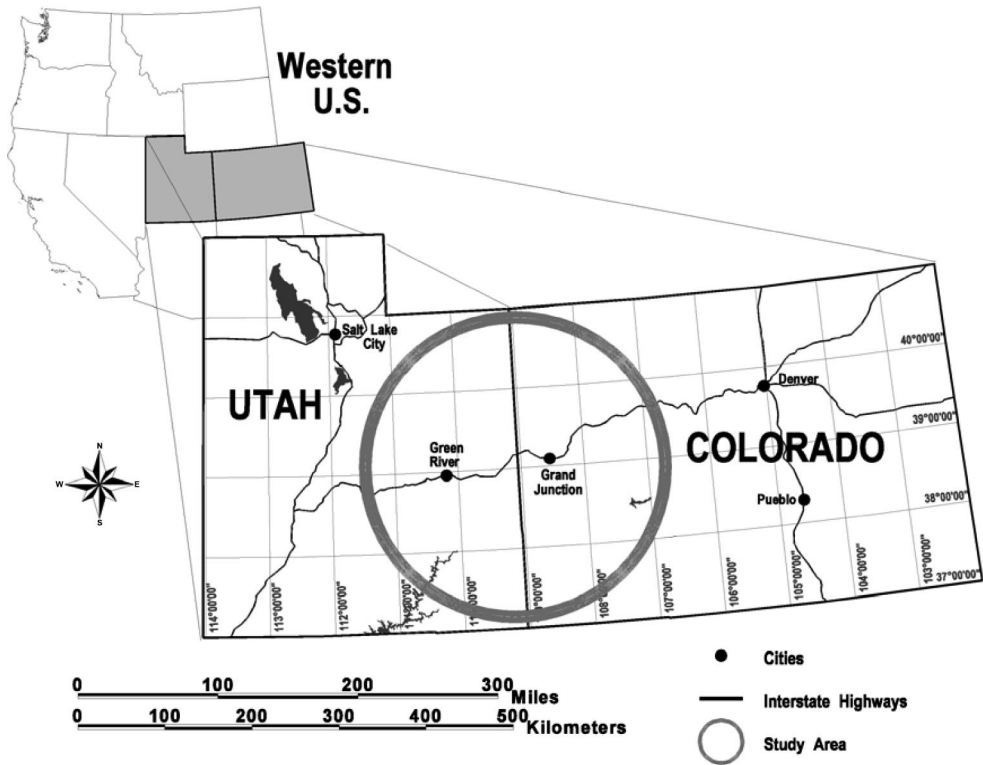 Western
U.S.
N
W
E
S
Salt Lake
City
UTAH
Green
River
Grand
Junction
Denver
COLORADO
Pueblo
40°00'00"
39°00'00"
38°00'00"
37°00'00"
114°00'00"
113°00'00"
112°00'00"
108°
107°00'00"
106°00'00"
105°00'00"
104°00'00"
103°00'00"
0 100 200 300 Miles
0 100 200 300 400 500 Kilometers
Cities
Interstate Highways
Study Area